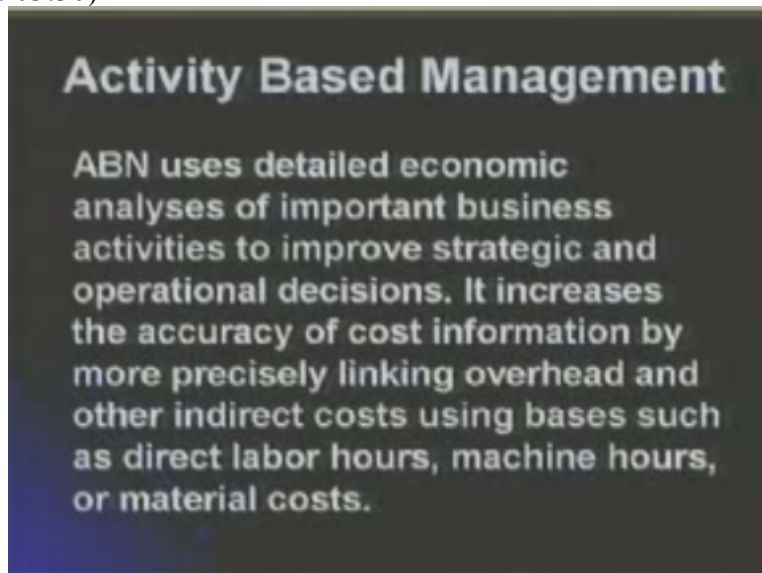 Activity Based Management
ABN uses detailed economic
analyses of important business
activities to improve strategic and
operational decisions. It increases
the accuracy of cost information by
more precisely linking overhead and
other indirect costs using bases such
as direct labor hours, machine hours,
or material costs.